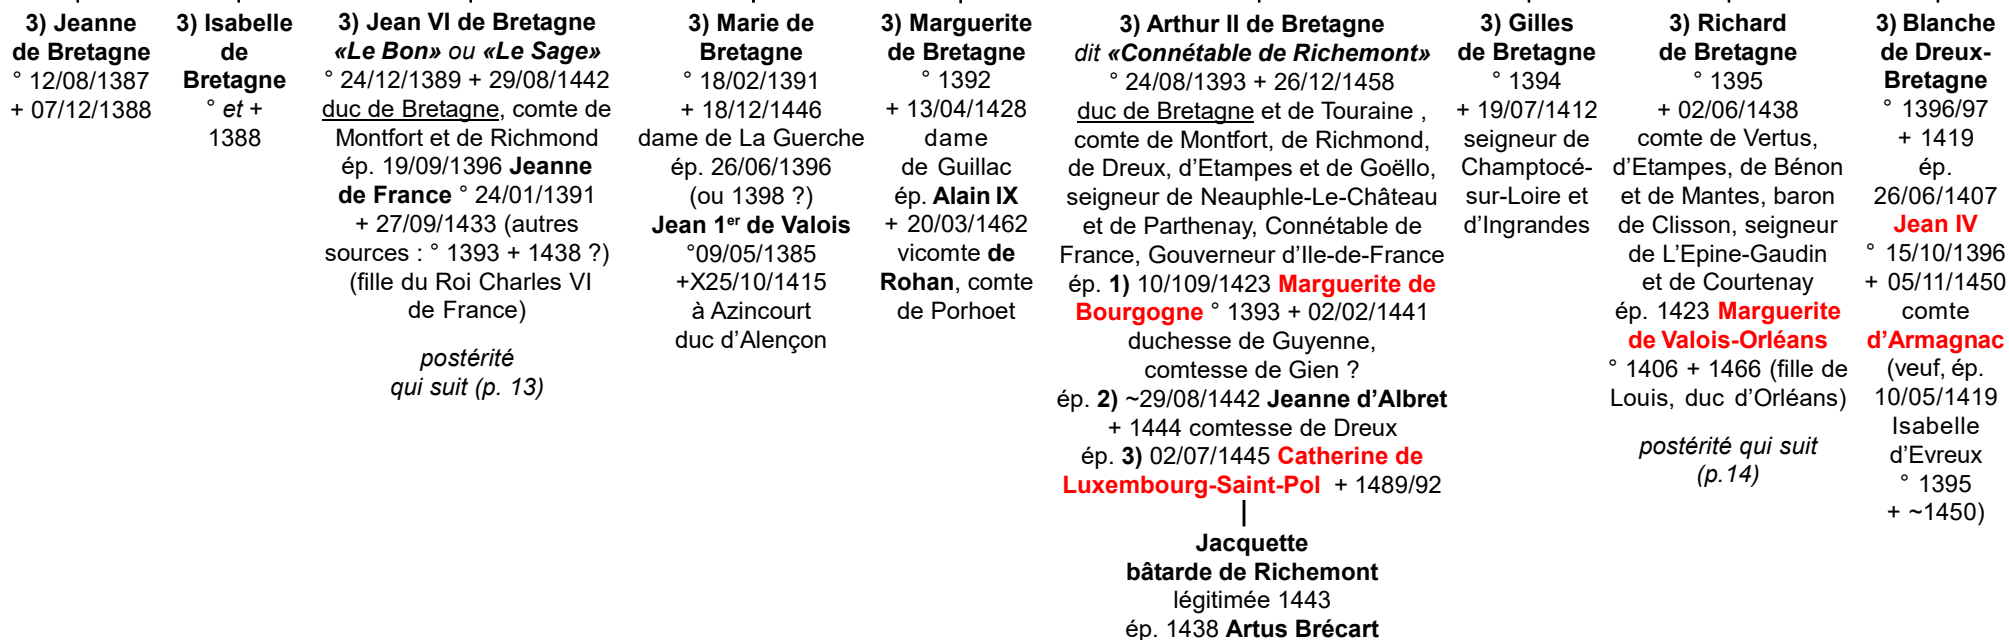 3) Jeanne
de Bretagne
° 12/08/1387
+ 07/12/1388
3) Isabelle
de
Bretagne
° et +
1388
3) Jean VI de Bretagne
«Le Bon» ou «Le Sage»
° 24/12/1389 + 29/08/1442
duc de Bretagne, comte de
Montfort et de Richmond
ép. 19/09/1396 Jeanne
de France ° 24/01/1391
+ 27/09/1433 (autres
sources : ° 1393 + 1438 ?)
(fille du Roi Charles VI
de France)
postérité
qui suit (p. 13)
3) Marie de
Bretagne
° 18/02/1391
+ 18/12/1446
dame de La Guerche
ép. 26/06/1396
(ou 1398 ?)
Jean 1er de Valois
°09/05/1385
+X25/10/1415
à Azincourt
duc d'Alençon
3) Marguerite
de Bretagne
° 1392
+ 13/04/1428
dame
de Guillac
ép. Alain IX
+ 20/03/1462
vicomte de
Rohan, comte
de Porhoet
3) Arthur II de Bretagne
dit «Connétable de Richemont»
° 24/08/1393 + 26/12/1458
duc de Bretagne et de Touraine ,
comte de Montfort, de Richmond,
de Dreux, d'Etampes et de Goëllo,
seigneur de Neauphle-Le-Château
et de Parthenay, Connétable de
France, Gouverneur d'Ile-de-France
ép. 1) 10/109/1423 Marguerite de
Bourgogne ° 1393 + 02/02/1441
duchesse de Guyenne,
comtesse de Gien ?
ép. 2) ~29/08/1442 Jeanne d'Albret
+ 1444 comtesse de Dreux
ép. 3) 02/07/1445 Catherine de
Luxembourg-Saint-Pol + 1489/92
Jacquette
bâtarde de Richemont
légitimée 1443
ép. 1438 Artus Brécart
3) Gilles
de Bretagne
° 1394
+ 19/07/1412
seigneur de
Champtocé-
sur-Loire et
d'Ingrandes
3) Richard
de Bretagne
° 1395
+ 02/06/1438
comte de Vertus,
d'Etampes, de Bénon
et de Mantes, baron
de Clisson, seigneur
de L'Epine-Gaudin
et de Courtenay
ép. 1423 Marguerite
de Valois-Orléans
° 1406 + 1466 (fille de
Louis, duc d'Orléans)
postérité qui suit
(p.14)
3) Blanche
de Dreux-
Bretagne
° 1396/97
+ 1419
ép.
26/06/1407
Jean IV
° 15/10/1396
+ 05/11/1450
comte
d'Armagnac
(veuf, ép.
10/05/1419
Isabelle
d'Evreux
° 1395
+ ~1450)